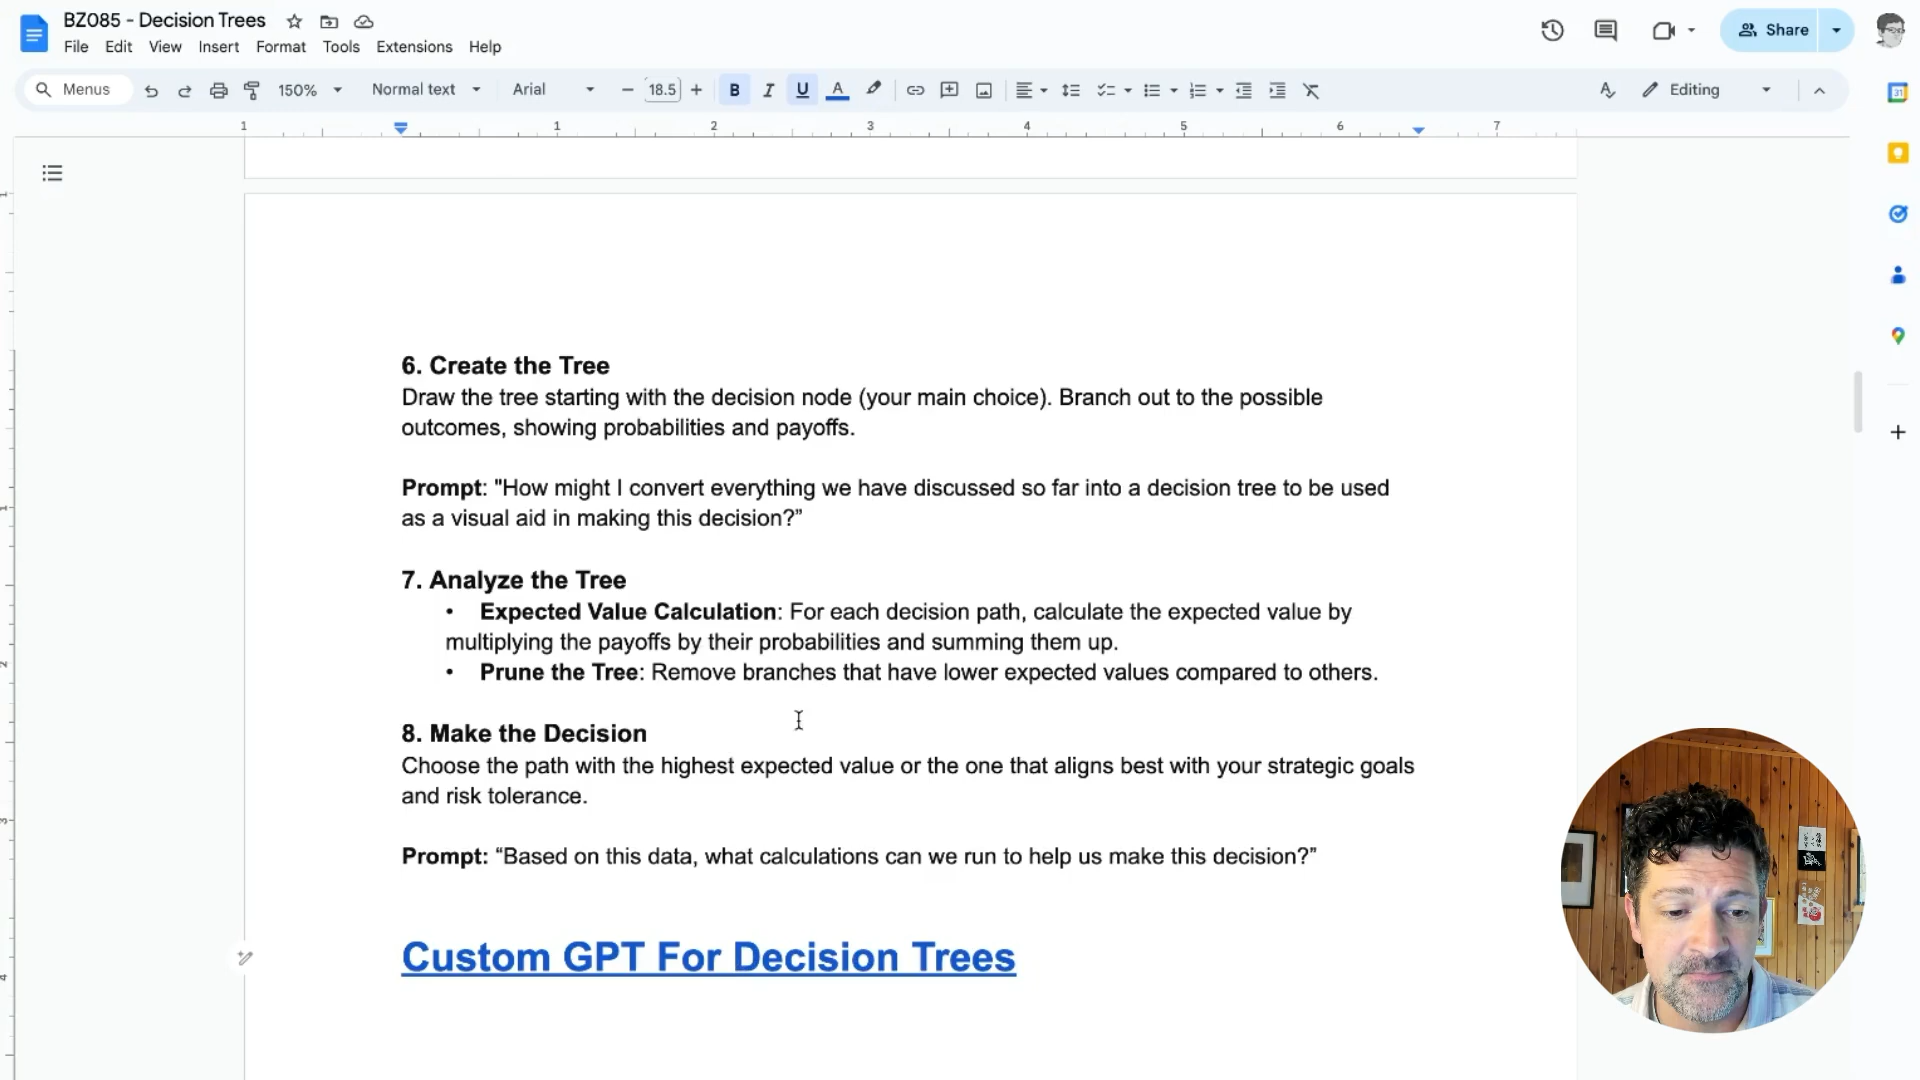 BZ085 - Decision Trees
File Edit View Insert Format Tools Extensions Help
Share
Menus 150% Normal text Arial 18.5 B I U A Editing
1 1 2 3 4 5 6 7
6. Create the Tree
Draw the tree starting with the decision node (your main choice). Branch out to the possible
outcomes, showing probabilities and payoffs.
Prompt: "How might I convert everything we have discussed so far into a decision tree to be used
as a visual aid in making this decision?”
7. Analyze the Tree
• Expected Value Calculation: For each decision path, calculate the expected value by
multiplying the payoffs by their probabilities and summing them up.
• Prune the Tree: Remove branches that have lower expected values compared to others.
8. Make the Decision
Choose the path with the highest expected value or the one that aligns best with your strategic goals
and risk tolerance.
Prompt: “Based on this data, what calculations can we run to help us make this decision?”
Custom GPT For Decision Trees